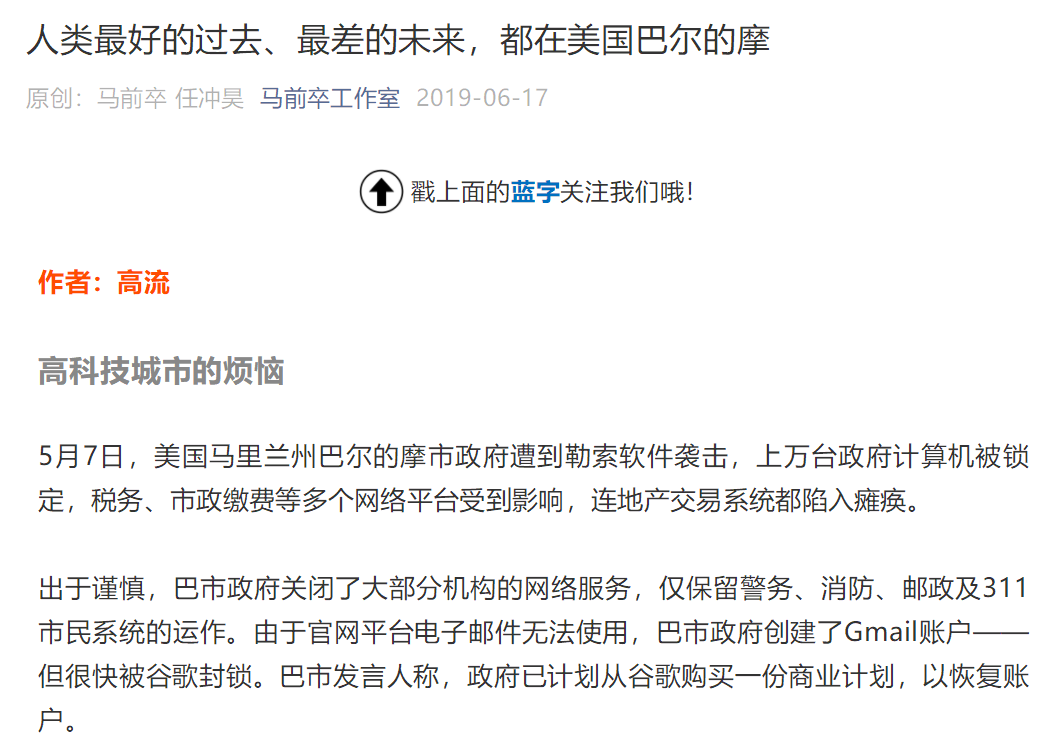 人类最好的过去、最差的未来，都在美国巴尔的摩
原创：马前卒 任冲昊 马前卒工作室 2019-06-17
戳上面的蓝字关注我们哦！
作者：高流
高科技城市的烦恼
5月7日，美国马里兰州巴尔的摩市政府遭到勒索软件袭击，上万台政府计算机被锁
定，税务、市政缴费等多个网络平台受到影响，连地产交易系统都陷入瘫痪。
出于谨慎，巴市政府关闭了大部分机构的网络服务，仅保留警务、消防、邮政及311
市民系统的运作。由于官网平台电子邮件无法使用，巴市政府创建了Gmail账户——
但很快被谷歌封锁。巴市发言人称，政府已计划从谷歌购买一份商业计划，以恢复账
户。